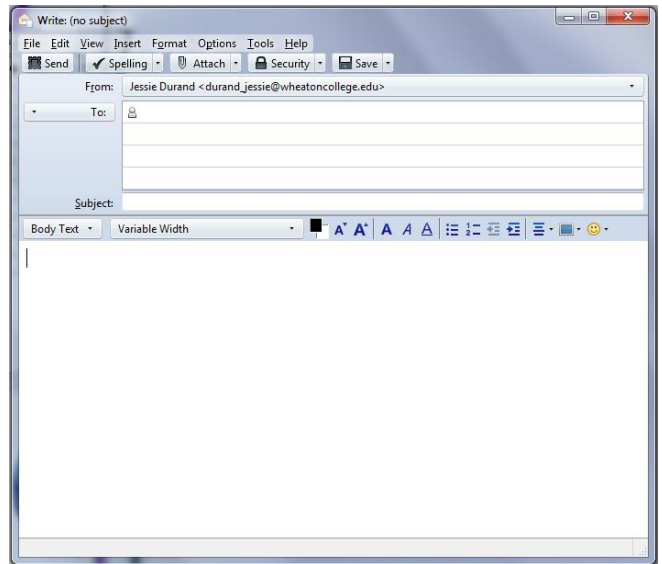 Write: (no subject)
File Edit View Insert Format Options Tools Help
Send Spelling Attach Security Save
From: Jessie Durand <durand_jessie@wheatoncollege.edu>
To:
Subject:
Body Text Variable Width